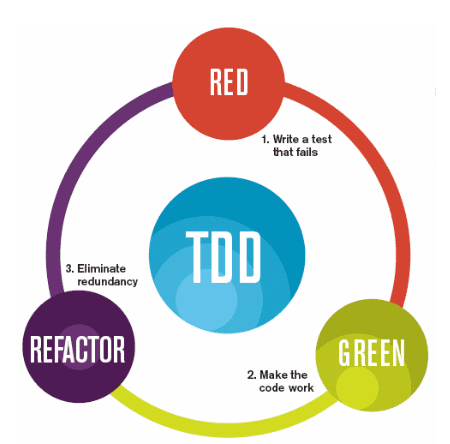 RED
1. Write a test
that fails
TDD
3. Eliminate
redundancy
REFACTOR
GREEN
2. Make the
code work